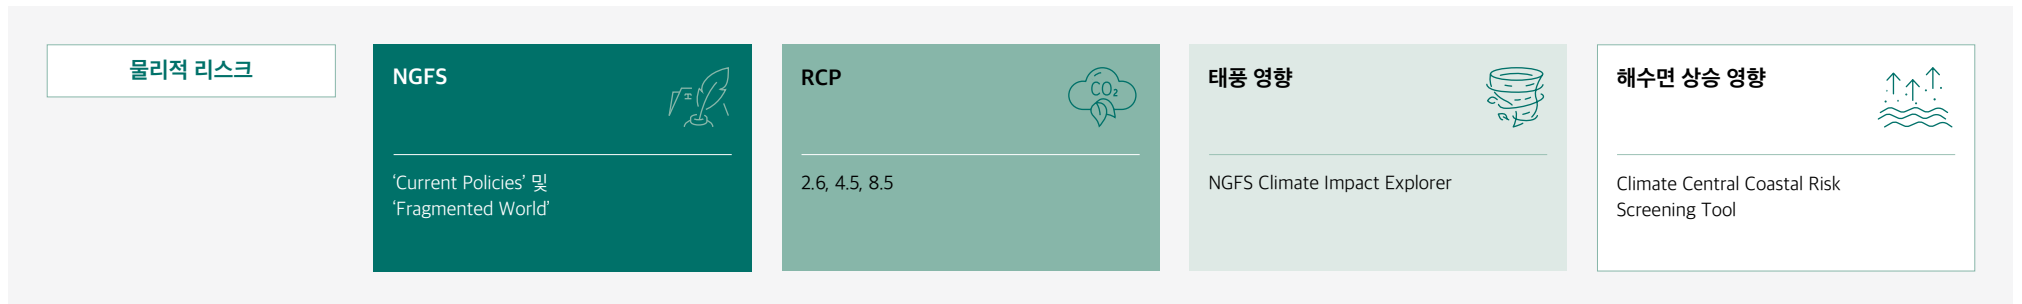 물리적 리스크
NGFS
‘Current Policies’ 및
‘Fragmented World’
RCP
CO₂
2.6, 4.5, 8.5
태풍 영향
NGFS Climate Impact Explorer
해수면 상승 영향
Climate Central Coastal Risk
Screening Tool